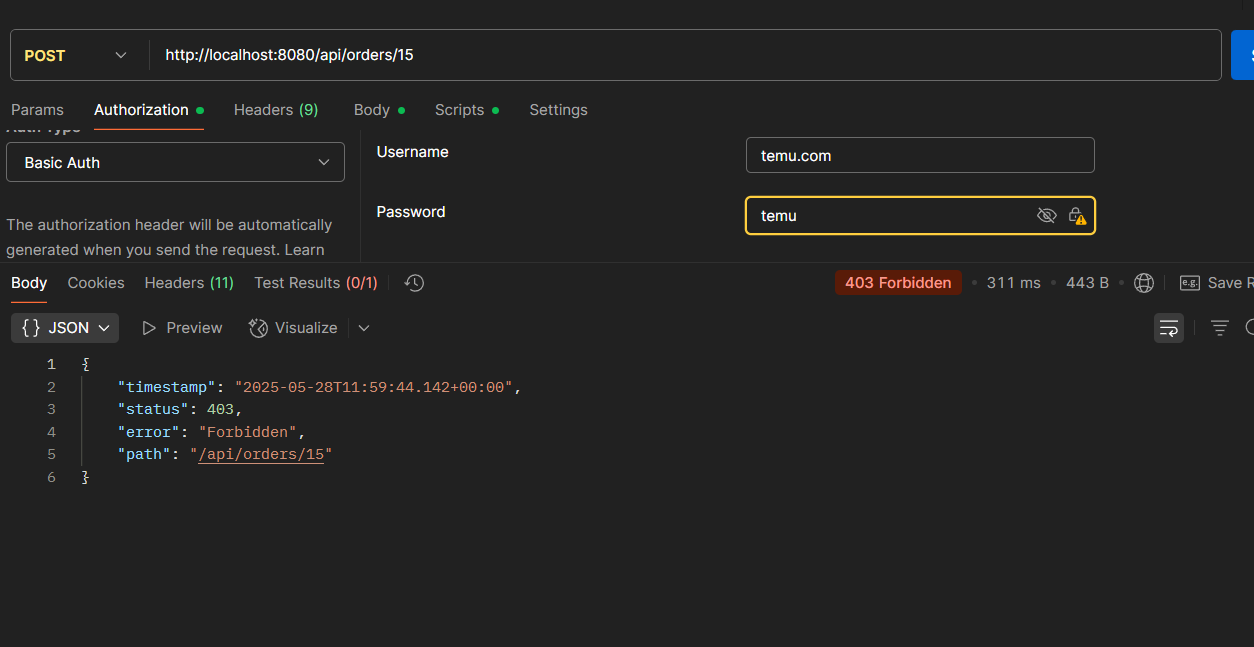 POST http://localhost:8080/api/orders/15
Params Authorization Headers (9) Body Scripts Settings
Auth Type
Basic Auth
Username temu.com
Password temu
The authorization header will be automatically
generated when you send the request. Learn
Body Cookies Headers (11) Test Results (0/1) 403 Forbidden 311 ms 443 B e.g. Save R
{} JSON Preview Visualize
1 {
2 "timestamp": "2025-05-28T11:59:44.142+00:00",
3 "status": 403,
4 "error": "Forbidden",
5 "path": "/api/orders/15"
6 }